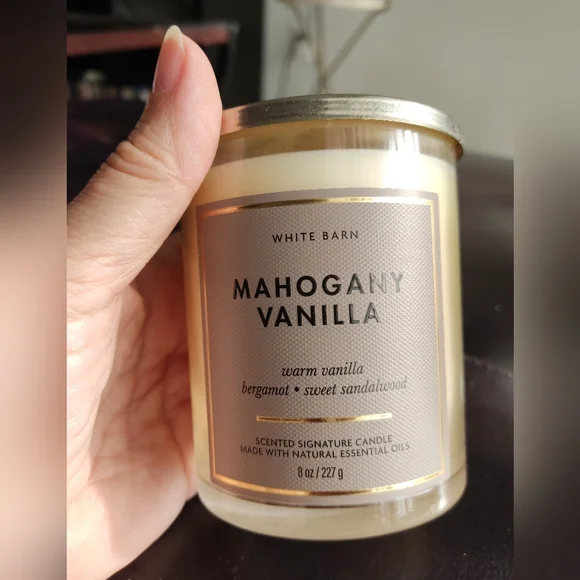 WHITE BARN
MAHOGANY
VANILLA
warm vanilla
bergamot • sweet sandalwood
SCENTED SIGNATURE CANDLE
MADE WITH NATURAL ESSENTIAL OILS
8 oz / 227 g